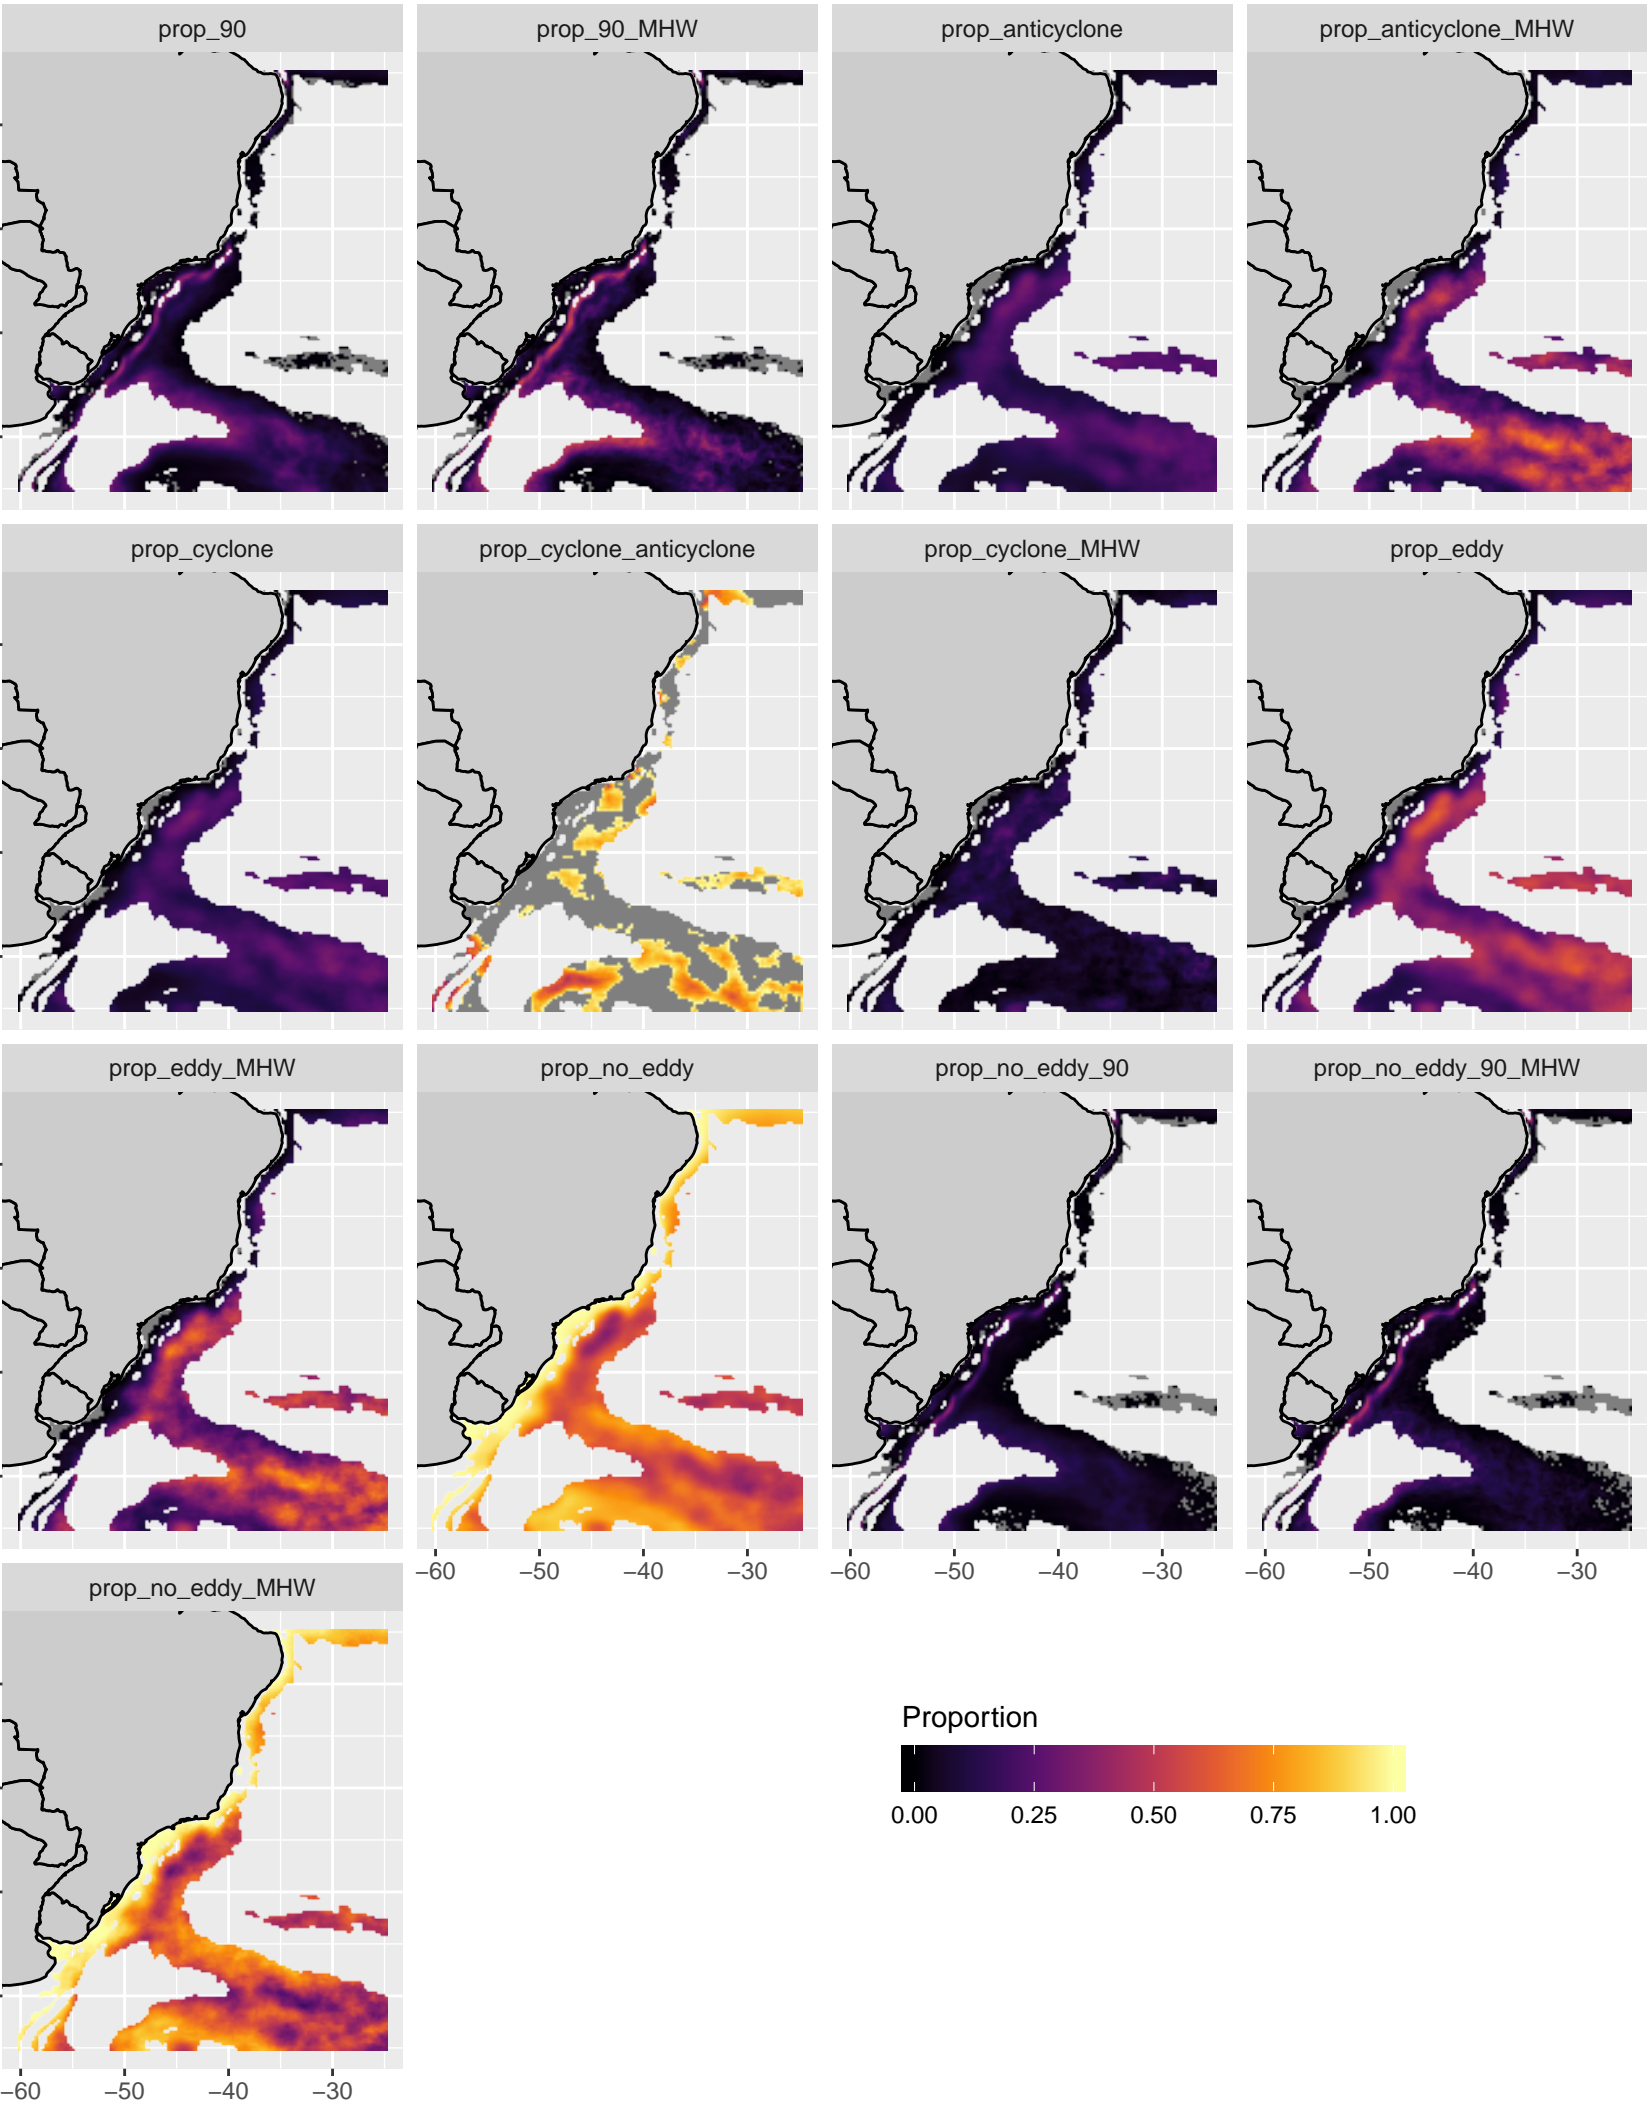 prop_90
prop_90_MHW
prop_anticyclone
prop_anticyclone_MHW
prop_cyclone
prop_cyclone_anticyclone
prop_cyclone_MHW
prop_eddy
prop_eddy_MHW
prop_no_eddy
prop_no_eddy_90
prop_no_eddy_90_MHW
−60 −50 −40 −30
−60 −50 −40 −30
−60 −50 −40 −30
prop_no_eddy_MHW
−60 −50 −40 −30
Proportion
0.00 0.25 0.50 0.75 1.00